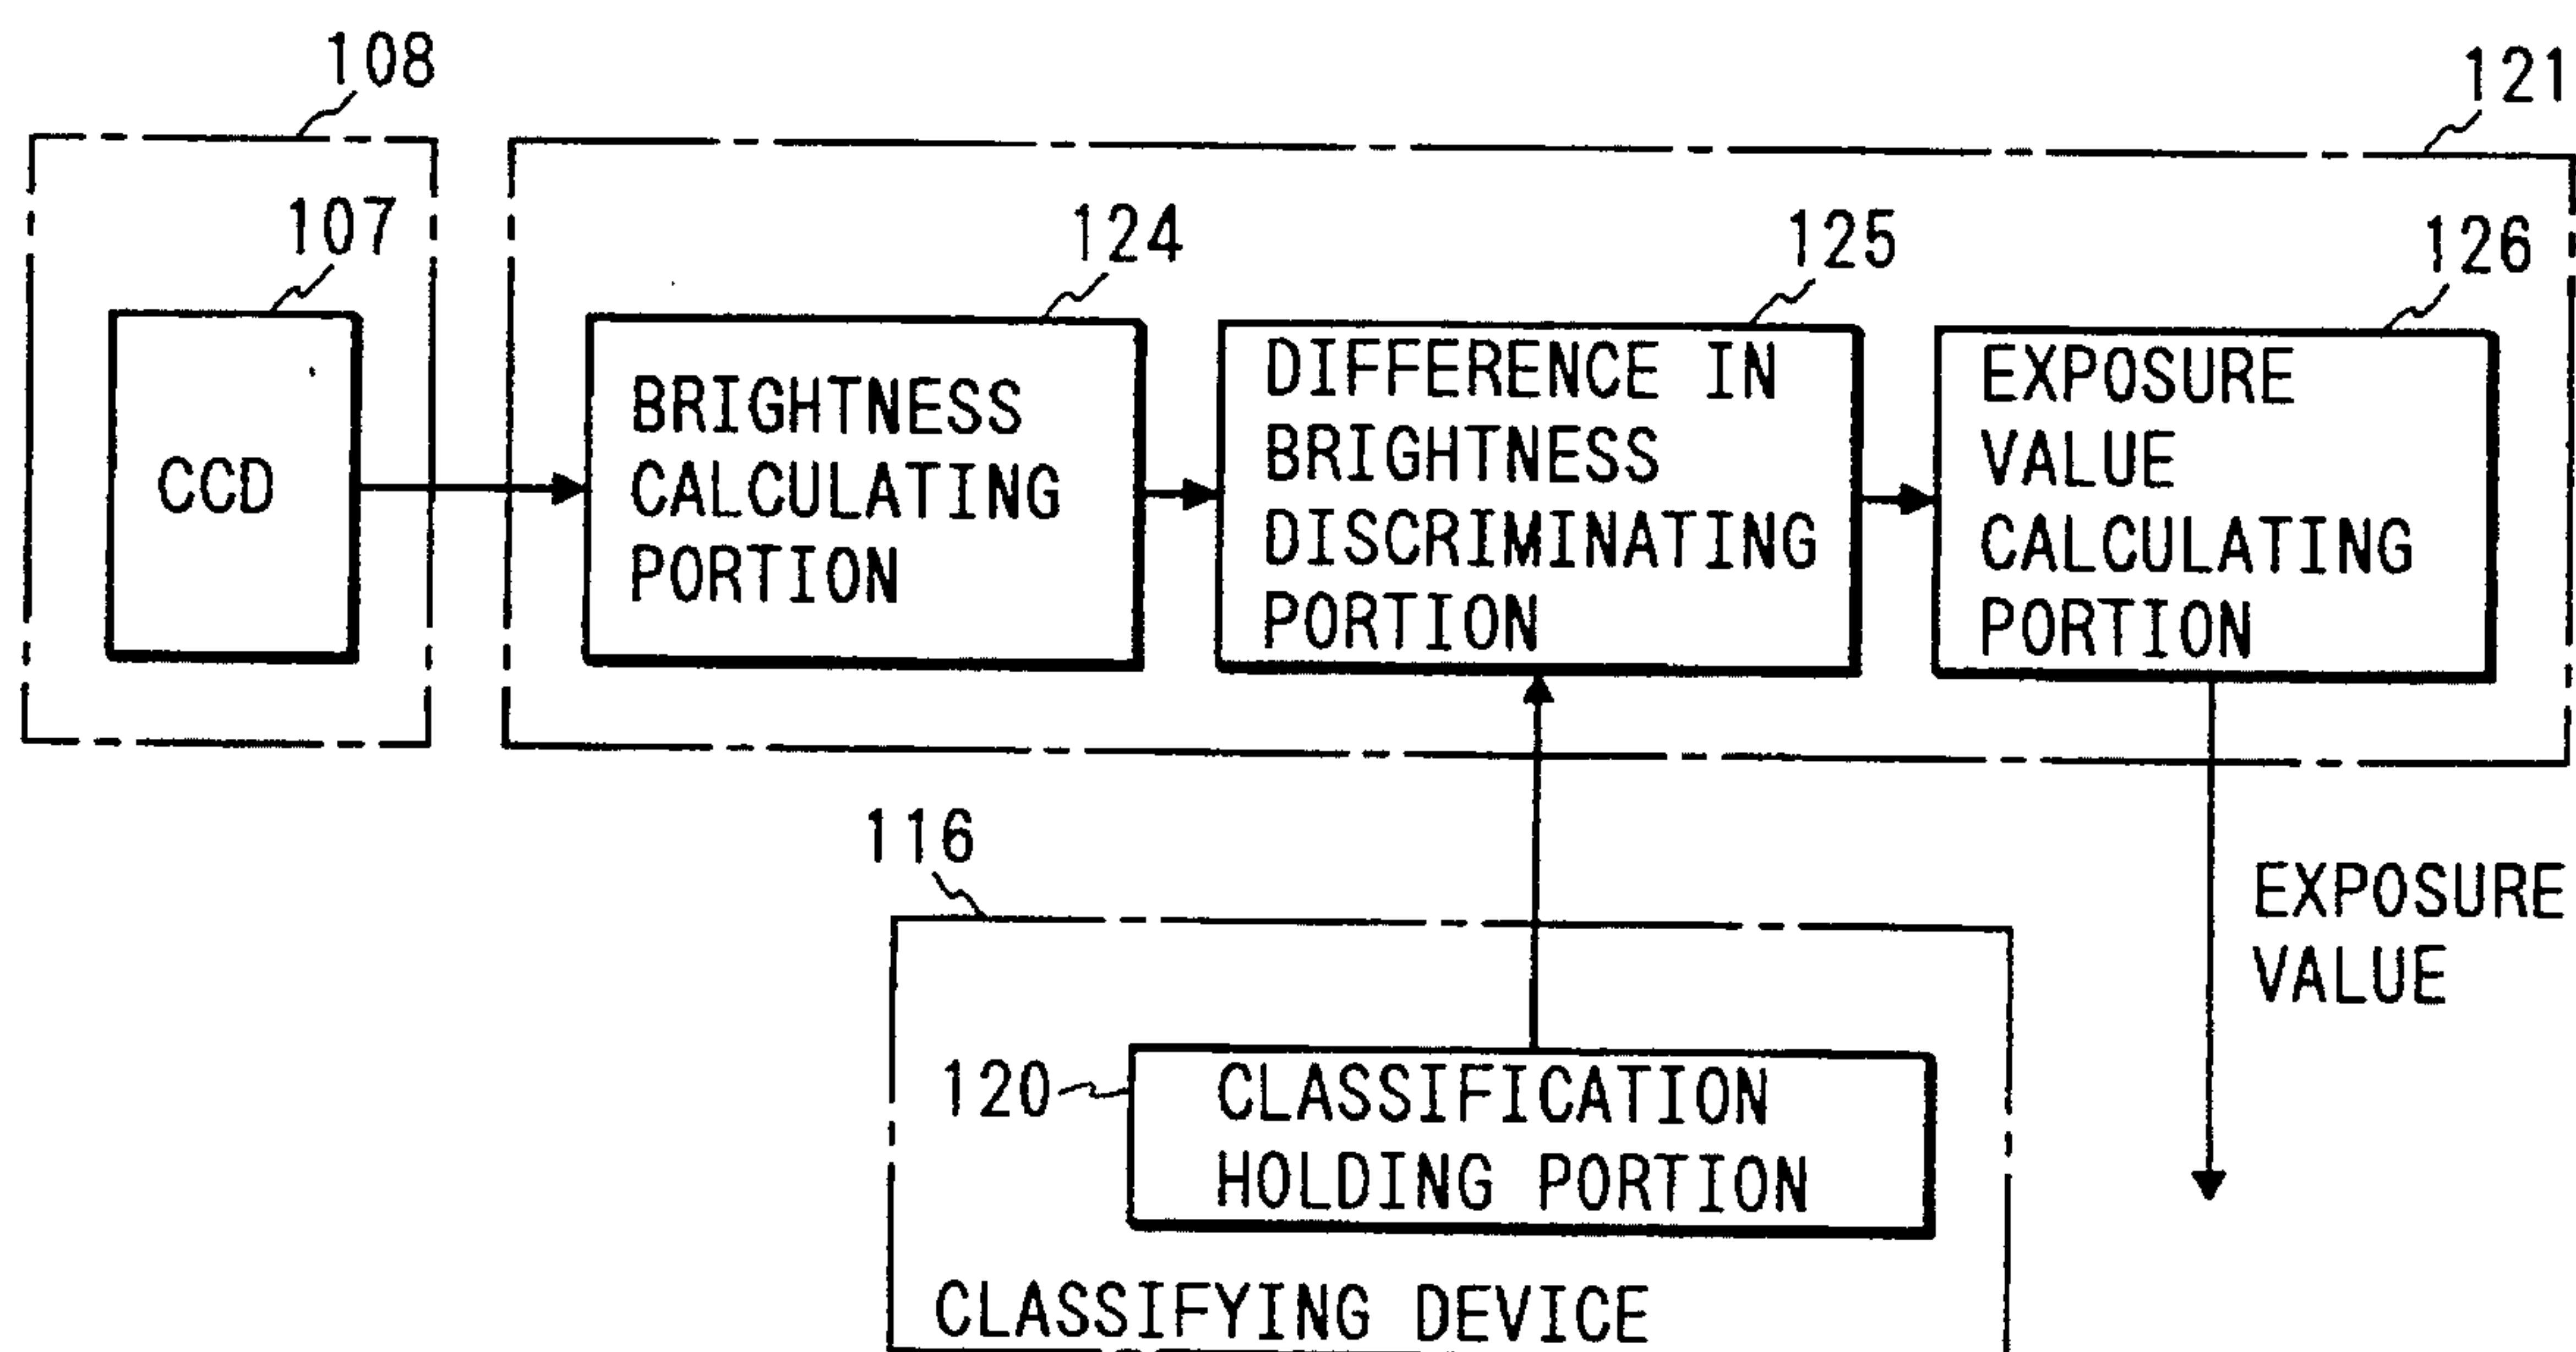 108
121
107
124
125
126
CCD
BRIGHTNESS
CALCULATING
PORTION
DIFFERENCE IN
BRIGHTNESS
DISCRIMINATING
PORTION
EXPOSURE
VALUE
CALCULATING
PORTION
116
EXPOSURE
VALUE
120
CLASSIFICATION
HOLDING PORTION
CLASSIFYING DEVICE